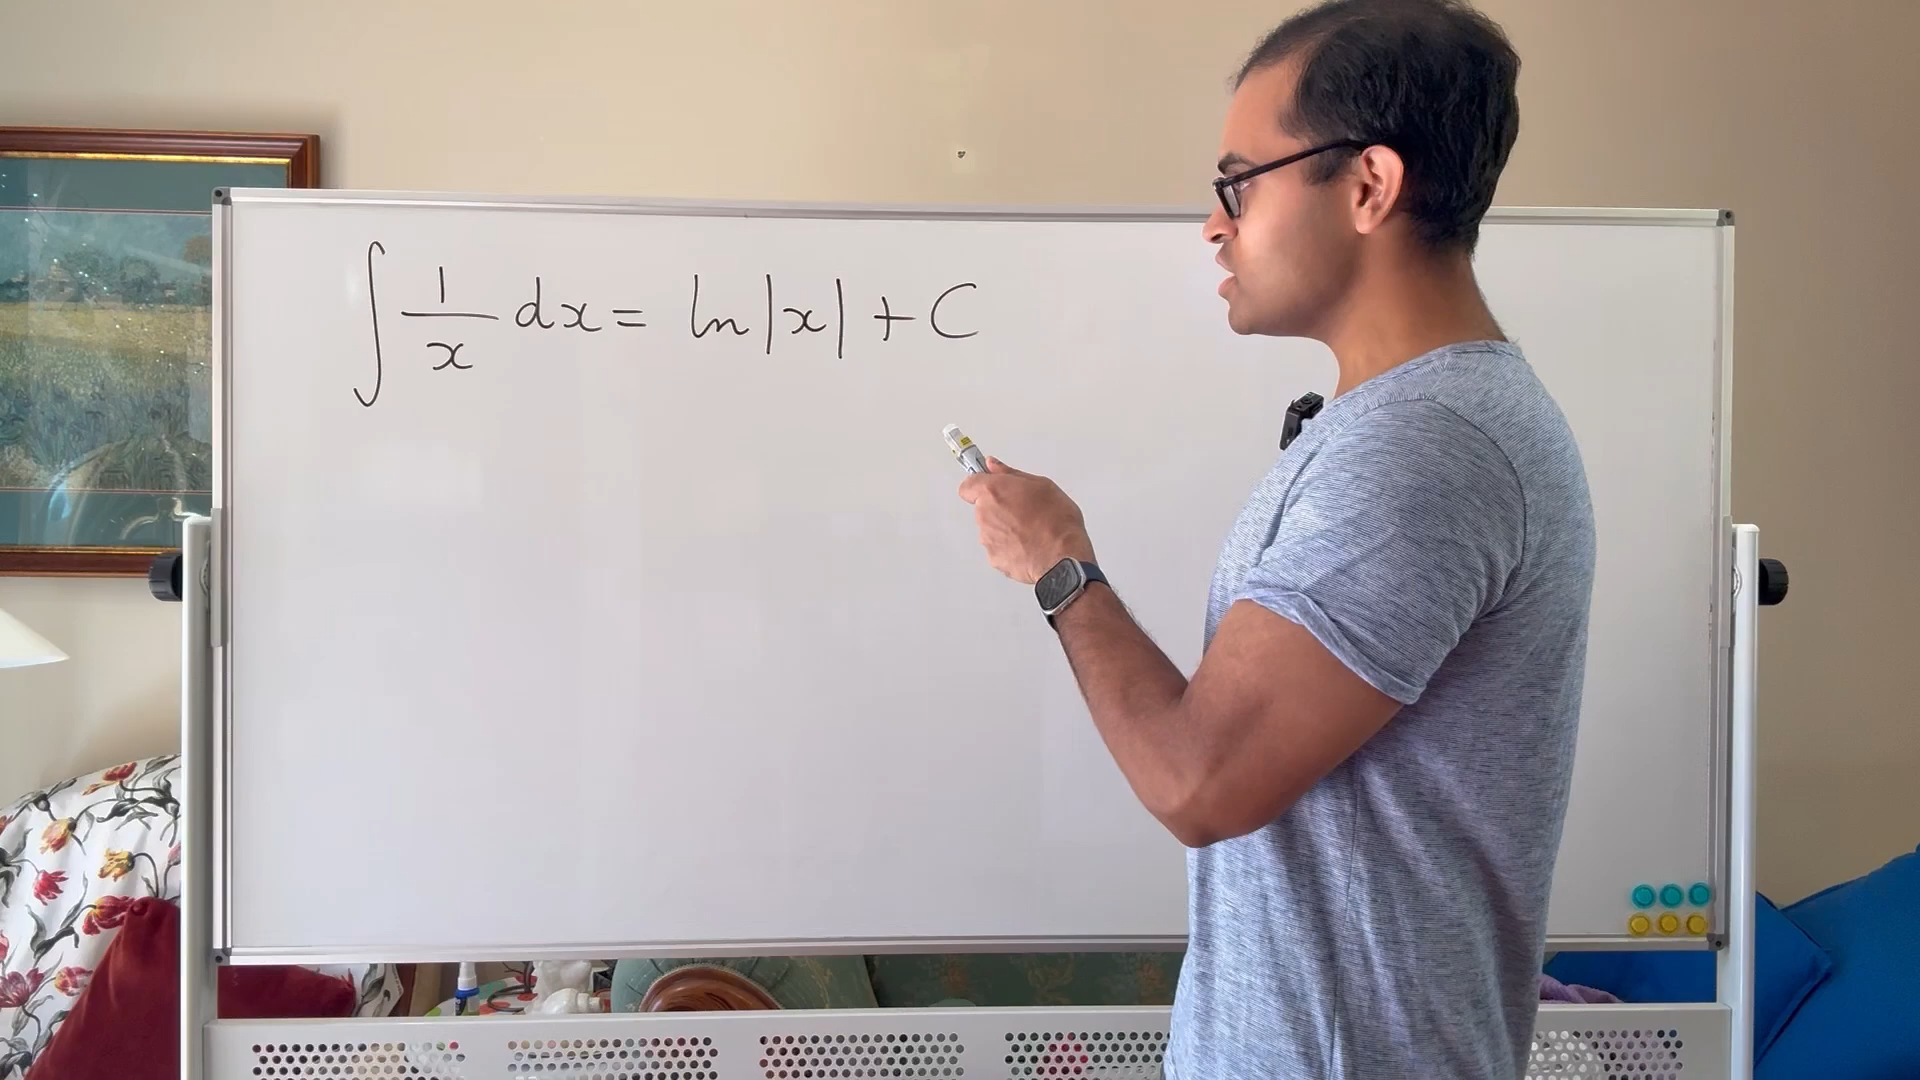 ∫ 1/x dx = ln|x| + C